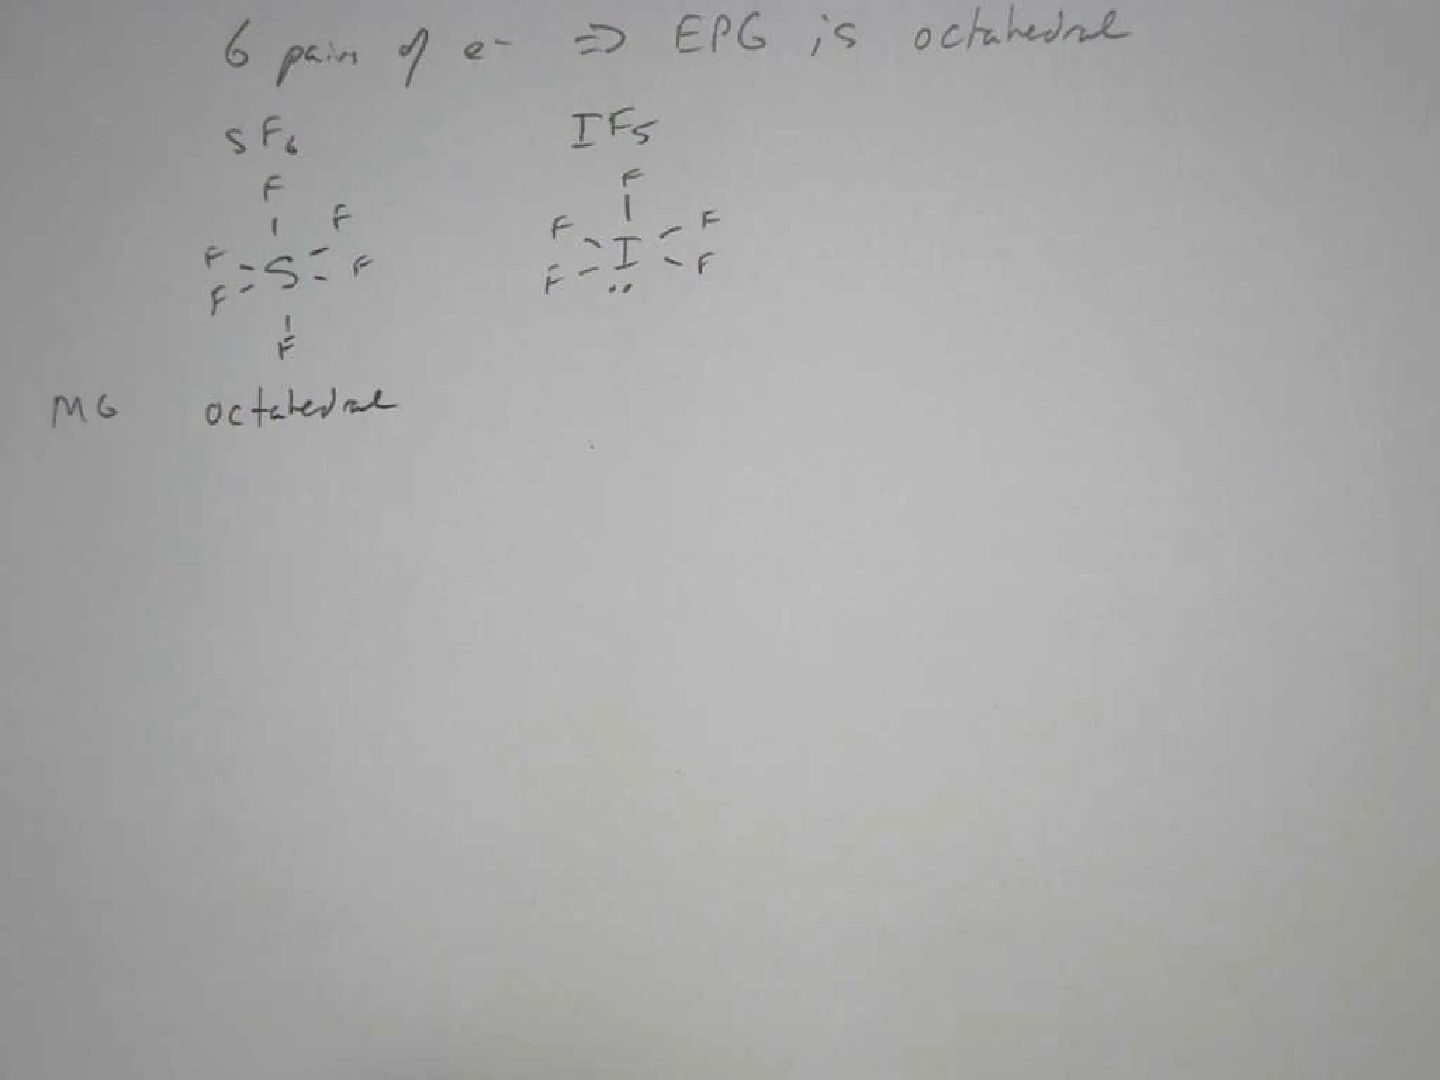 6 pairs of e- => EPG is octahedral
SF6 IF5
F F
F F F F
F S F I
F F F
F
MG octahedral